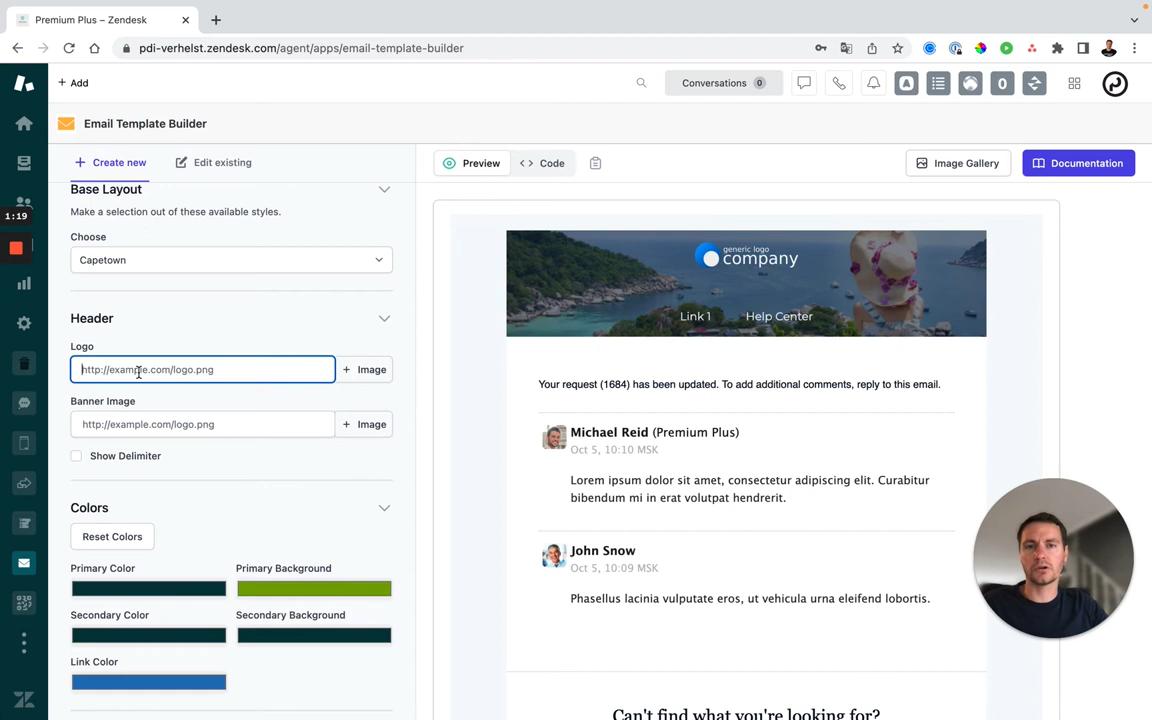 Premium Plus – Zendesk
pdi-verhelst.zendesk.com/agent/apps/email-template-builder
+ Add
Conversations 0
A
0
Email Template Builder
Create new
Edit existing
Preview
Code
Image Gallery
Documentation
1:19
Base Layout
Make a selection out of these available styles.
Choose
Capetown
Header
Logo
http://example.com/logo.png
+ Image
Banner Image
http://example.com/logo.png
+ Image
Show Delimiter
Colors
Reset Colors
Primary Color
Primary Background
Secondary Color
Secondary Background
Link Color
generic logo
company
Link 1
Help Center
Your request (1684) has been updated. To add additional comments, reply to this email.
Michael Reid (Premium Plus)
Oct 5, 10:10 MSK
Lorem ipsum dolor sit amet, consectetur adipiscing elit. Curabitur
bibendum mi in erat volutpat hendrerit.
John Snow
Oct 5, 10:09 MSK
Phasellus lacinia vulputate eros, ut vehicula urna eleifend lobortis.
Can't find what you're looking for?